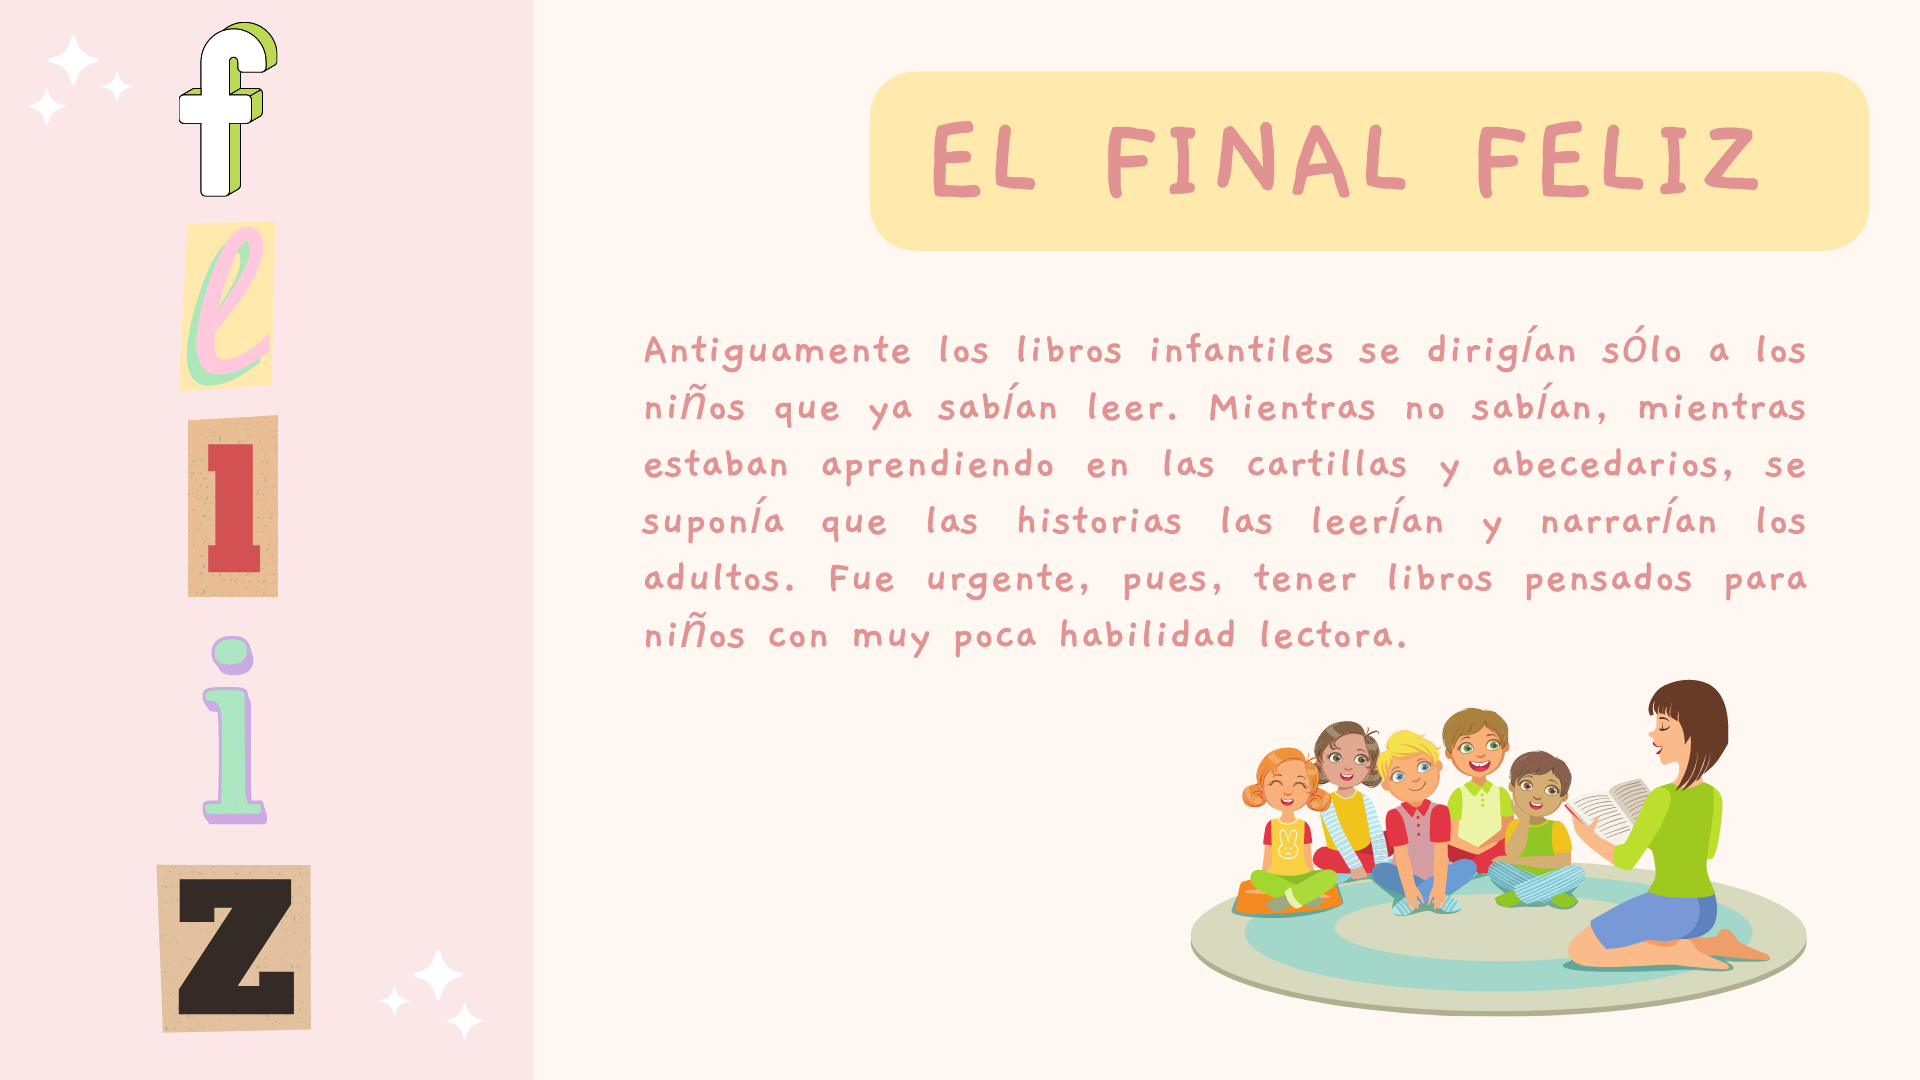 f
l
l
i
z
EL FINAL FELIZ
Antiguamente los libros infantiles se dirigían sÓlo a los
niños que ya sabían leer. Mientras no sabían, mientras
estaban aprendiendo en las cartillas y abecedarios, se
suponía que las historias las leerían y narrarían los
adultos. Fue urgente, pues, tener libros pensados para
niños con muy poca habilidad lectora.